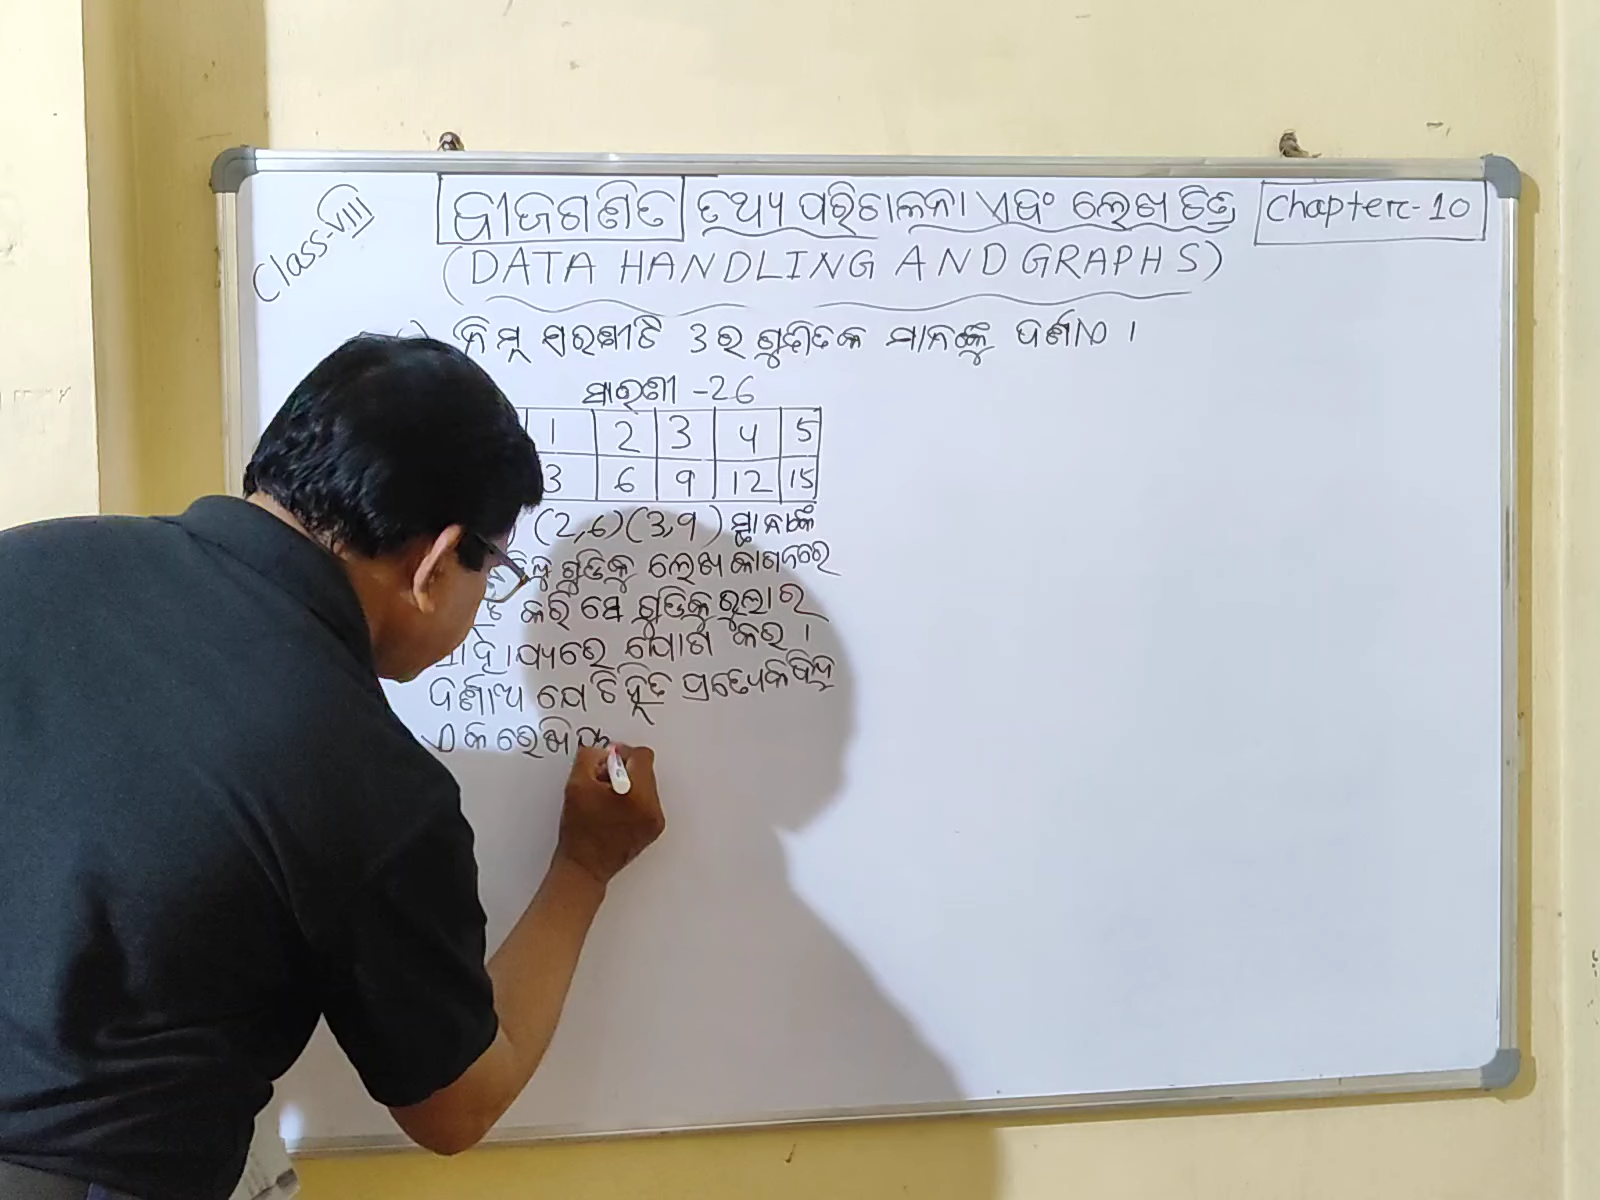 Class-VIII
ବୀଜଗଣିତ ତଥ୍ୟ ପରିଚାଳନା ଏବଂ ଲେଖ ଚିତ୍ର
Chapter-10
(DATA HANDLING AND GRAPHS)
ନିମ୍ନ ସାରଣୀଟି 3ର ଗୁଣିତକ ମାନଙ୍କୁ ଦର୍ଶାଏ ।
ସାରଣୀ -26
1 2 3 4 5
3 6 9 12 15
(2,6)(3,9) ସ୍ଥାନାଙ୍କ
ଗୁଡିକୁ ଲେଖ କାଗଜରେ
କରି ସେ ଗୁଡିକୁ ରୁଲାର
ଯୋଗ କର ।
ଦର୍ଶାଅ ଯେ ଚିହ୍ନିତ ପ୍ରତ୍ୟେକ ବିନ୍ଦୁ
ଏକ ରେଖିୟ